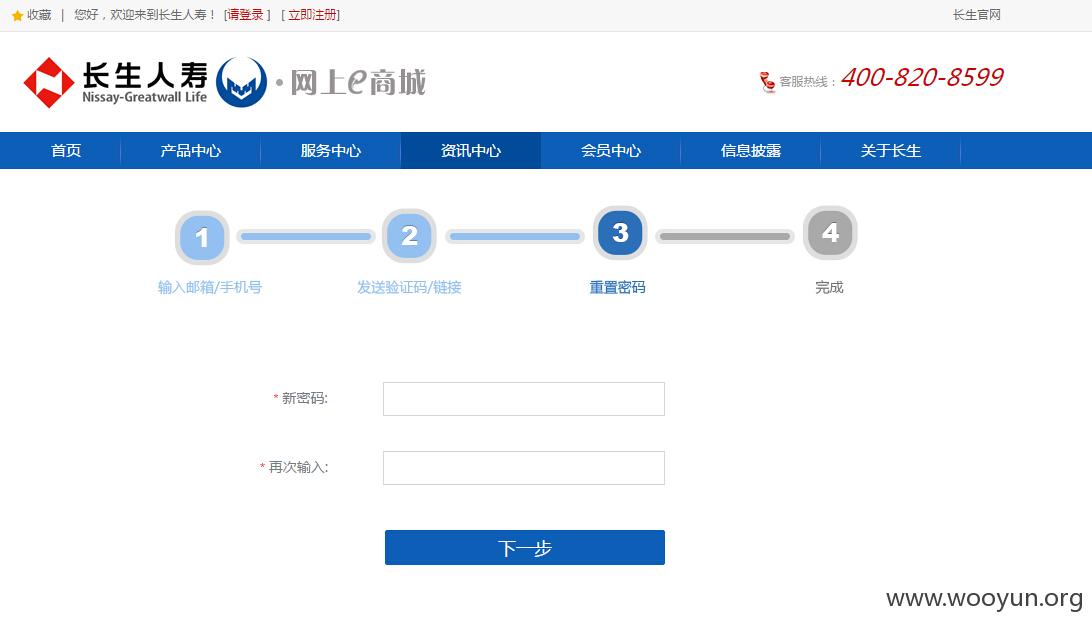 收藏 | 您好，欢迎来到长生人寿！ [请登录 ] [ 立即注册] 长生官网
长生人寿 Nissay-Greatwall Life ·网上e商城 客服热线：400-820-8599
首页 产品中心 服务中心 资讯中心 会员中心 信息披露 关于长生
1 2 3 4
输入邮箱/手机号 发送验证码/链接 重置密码 完成
* 新密码:
* 再次输入:
下一步
www.wooyun.org